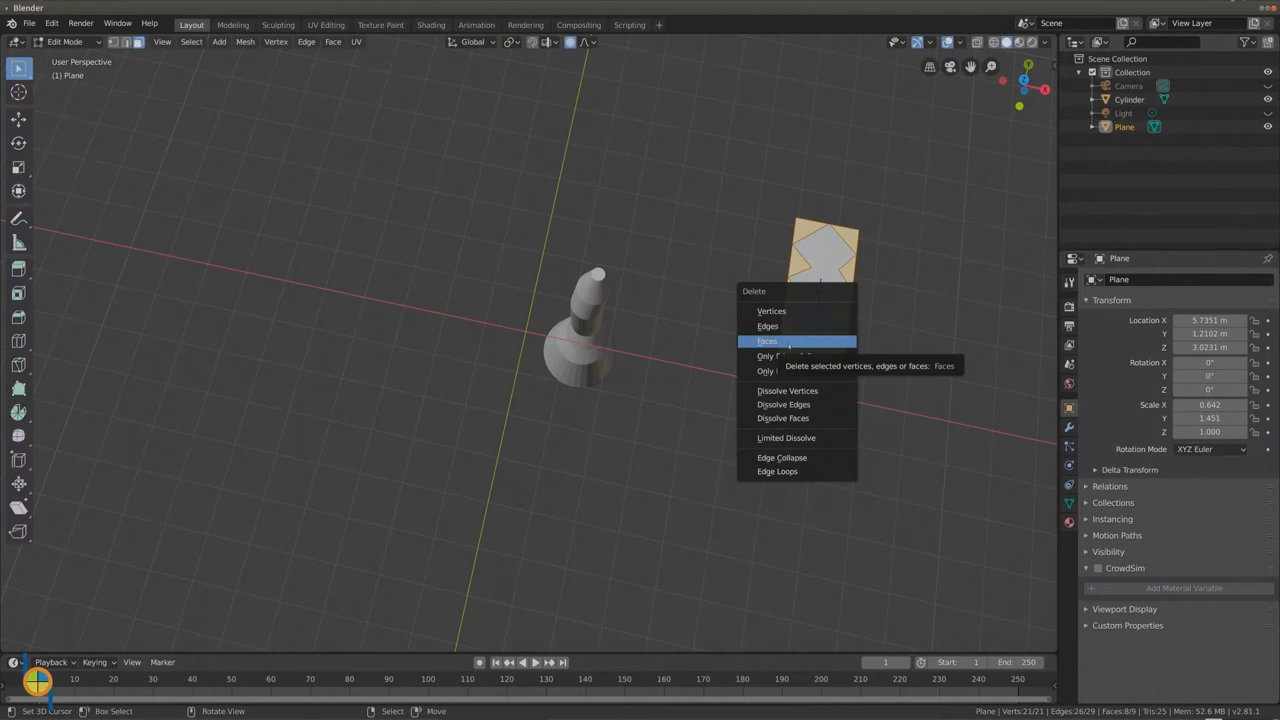 Blender
File Edit Render Window Help
Layout Modeling Sculpting UV Editing Texture Paint Shading Animation Rendering Compositing Scripting +
Scene
View Layer
Edit Mode
View Select Add Mesh Vertex Edge Face UV
Global
User Perspective
(1) Plane
Y
Z
X
Scene Collection
Collection
Camera
Cylinder
Light
Plane
Plane
Plane
Transform
Location X 5.7351 m
Y 1.2102 m
Z 3.0231 m
Rotation X 0°
Y 0°
Z 0°
Scale X 0.642
Y 1.451
Z 1.000
Rotation Mode XYZ Euler
Delta Transform
Relations
Collections
Instancing
Motion Paths
Visibility
CrowdSim
+ Add Material Variable
Viewport Display
Custom Properties
Delete
Vertices
Edges
Faces
Only
Only
Delete selected vertices, edges or faces: Faces
Dissolve Vertices
Dissolve Edges
Dissolve Faces
Limited Dissolve
Edge Collapse
Edge Loops
Playback Keying View Marker
1
Start: 1 End: 250
10 20 30 40 50 60 70 80 90 100 110 120 130 140 150 160 170 180 190 200 210 220 230 240 250
Set 3D Cursor Box Select Rotate View Select Move
Plane | Verts:21/21 | Edges:26/29 | Faces:8/9 | Tris:25 | Mem: 52.6 MB | v2.81.1